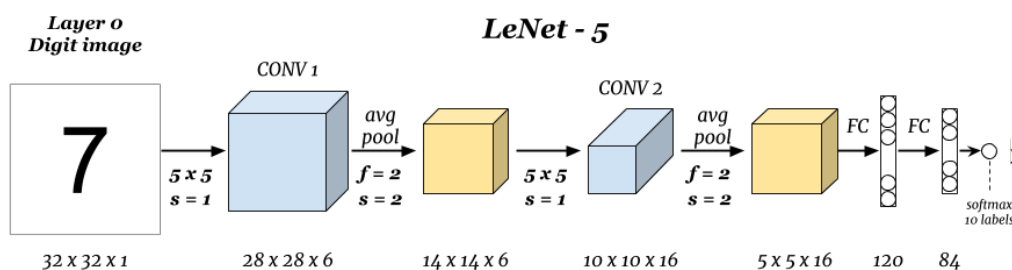 Layer 0
Digit image
LeNet - 5
7
5 x 5
s = 1
CONV 1
avg
pool
f = 2
s = 2
5 x 5
s = 1
CONV 2
avg
pool
f = 2
s = 2
FC
FC
softmax
10 labels
32 x 32 x 1
28 x 28 x 6
14 x 14 x 6
10 x 10 x 16
5 x 5 x 16
120
84